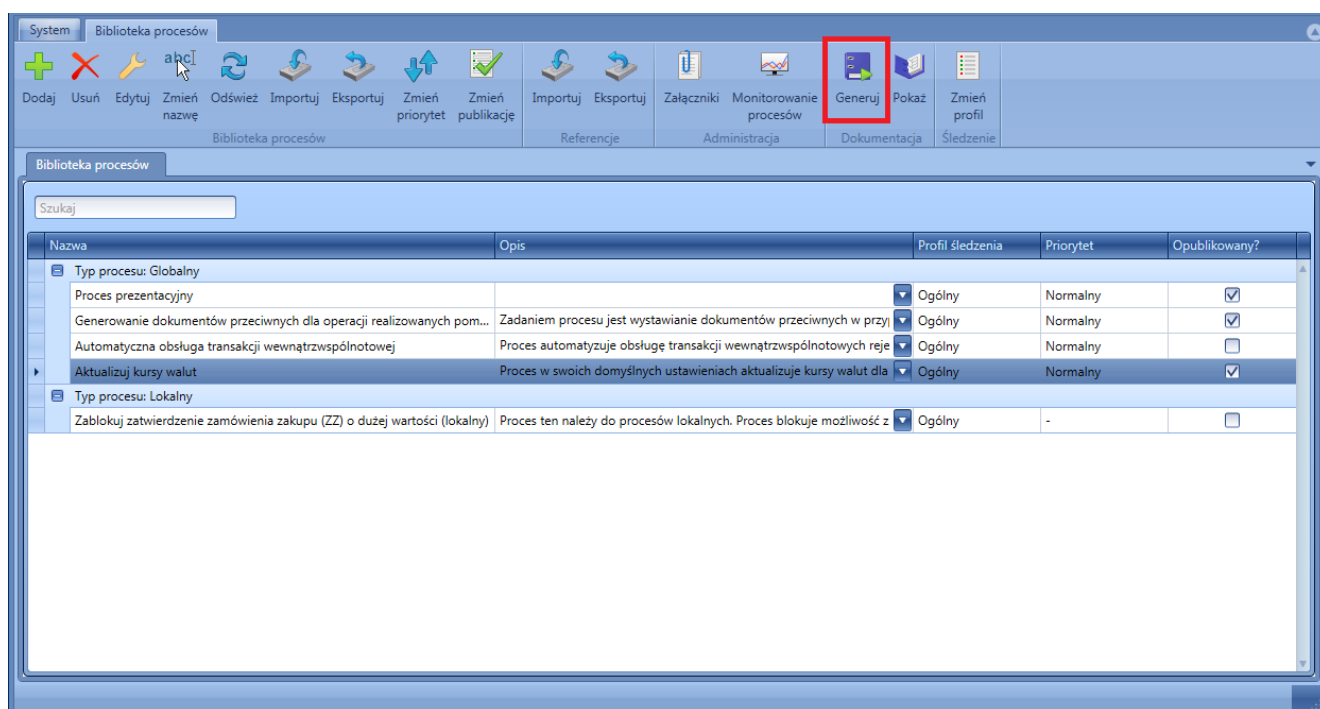 System Biblioteka procesów
abc
Dodaj Usuń Edytuj Zmień nazwę Odśwież Importuj Eksportuj Zmień priorytet Zmień publikację Importuj Eksportuj Załączniki Monitorowanie procesów Generuj Pokaż Zmień profil
Biblioteka procesów Referencje Administracja Dokumentacja Śledzenie
Biblioteka procesów
Szukaj
Nazwa Opis Profil śledzenia Priorytet Opublikowany?
Typ procesu: Globalny
Proces prezentacyjny Ogólny Normalny
Generowanie dokumentów przeciwnych dla operacji realizowanych pom... Zadaniem procesu jest wystawianie dokumentów przeciwnych w przy Ogólny Normalny
Automatyczna obsługa transakcji wewnątrzwspólnotowej Proces automatyzuje obsługę transakcji wewnątrzwspólnotowych reje Ogólny Normalny
Aktualizuj kursy walut Proces w swoich domyślnych ustawieniach aktualizuje kursy walut dla Ogólny Normalny
Typ procesu: Lokalny
Zablokuj zatwierdzenie zamówienia zakupu (ZZ) o dużej wartości (lokalny) Proces ten należy do procesów lokalnych. Proces blokuje możliwość z Ogólny -